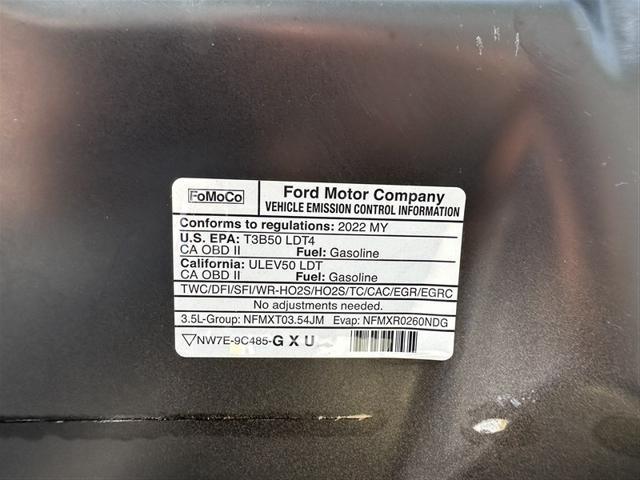 FoMoCo
Ford Motor Company
VEHICLE EMISSION CONTROL INFORMATION
Conforms to regulations: 2022 MY
U.S. EPA: T3B50 LDT4
CA OBD II Fuel: Gasoline
California: ULEV50 LDT
CA OBD II Fuel: Gasoline
TWC/DFI/SFI/WR-HO2S/HO2S/TC/CAC/EGR/EGRC
No adjustments needed.
3.5L-Group: NFMXT03.54JM Evap: NFMXR0260NDG
NW7E-9C485-G X U